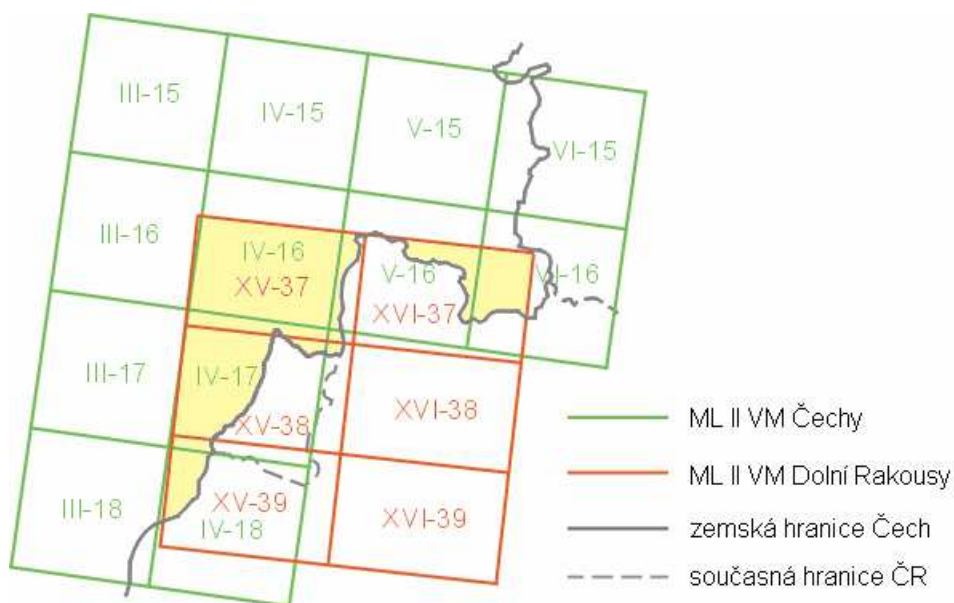 III-15
IV-15
V-15
VI-15
III-16
IV-16
XV-37
V-16
XVI-37
VI-16
III-17
IV-17
XV-38
XVI-38
III-18
XV-39
IV-18
XVI-39
ML II VM Čechy
ML II VM Dolní Rakousy
zemská hranice Čech
současná hranice ČR